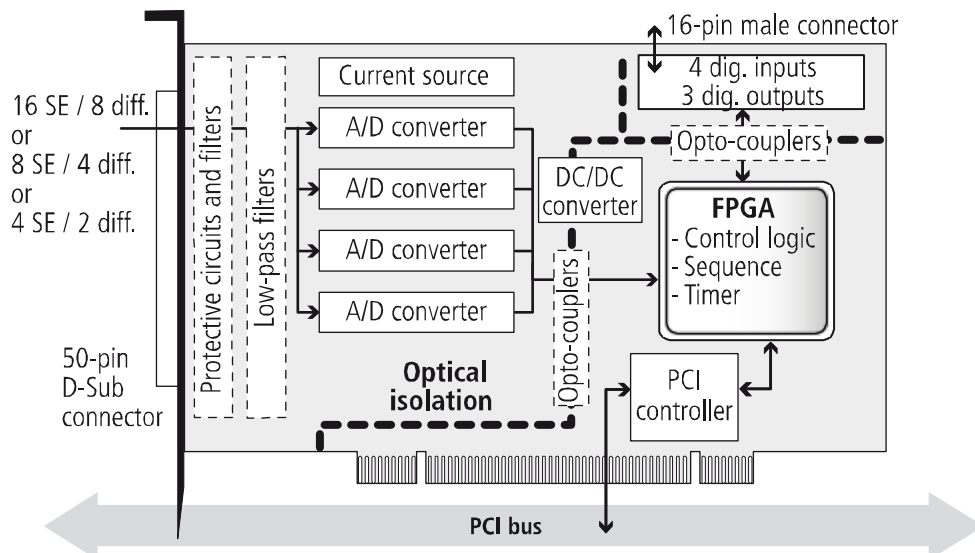 16-pin male connector
4 dig. inputs
3 dig. outputs
Current source
16 SE / 8 diff.
or
8 SE / 4 diff.
or
4 SE / 2 diff.
Protective circuits and filters
Low-pass filters
A/D converter
A/D converter
A/D converter
A/D converter
Opto-couplers
DC/DC
converter
FPGA
- Control logic
- Sequence
- Timer
Opto-couplers
50-pin
D-Sub
connector
Optical
isolation
PCI
controller
PCI bus